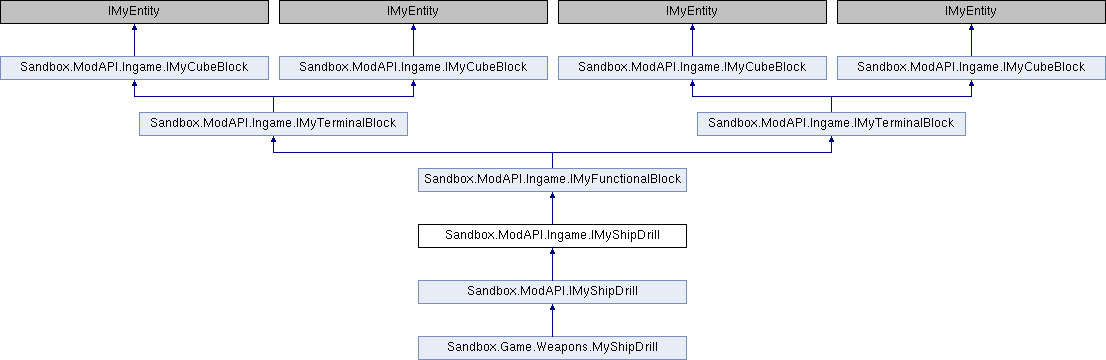 IMyEntity
IMyEntity
IMyEntity
IMyEntity
Sandbox.ModAPI.Ingame.IMyCubeBlock
Sandbox.ModAPI.Ingame.IMyCubeBlock
Sandbox.ModAPI.Ingame.IMyCubeBlock
Sandbox.ModAPI.Ingame.IMyCubeBlock
Sandbox.ModAPI.Ingame.IMyTerminalBlock
Sandbox.ModAPI.Ingame.IMyTerminalBlock
Sandbox.ModAPI.Ingame.IMyFunctionalBlock
Sandbox.ModAPI.Ingame.IMyShipDrill
Sandbox.ModAPI.IMyShipDrill
Sandbox.Game.Weapons.MyShipDrill